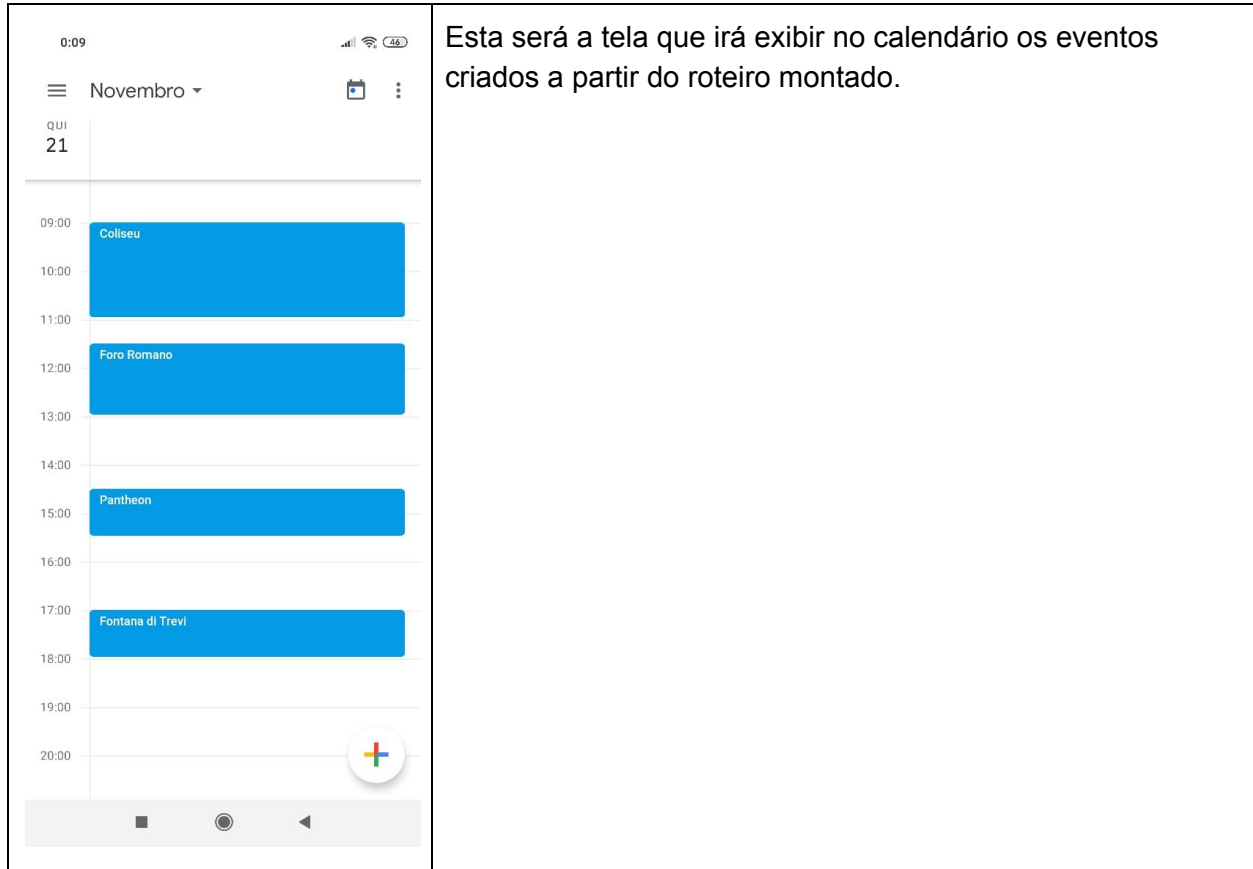 0:09
46
Novembro
QUI
21
09:00
Coliseu
10:00
11:00
Foro Romano
12:00
13:00
14:00
Pantheon
15:00
16:00
17:00
Fontana di Trevi
18:00
19:00
20:00
Esta será a tela que irá exibir no calendário os eventos
criados a partir do roteiro montado.